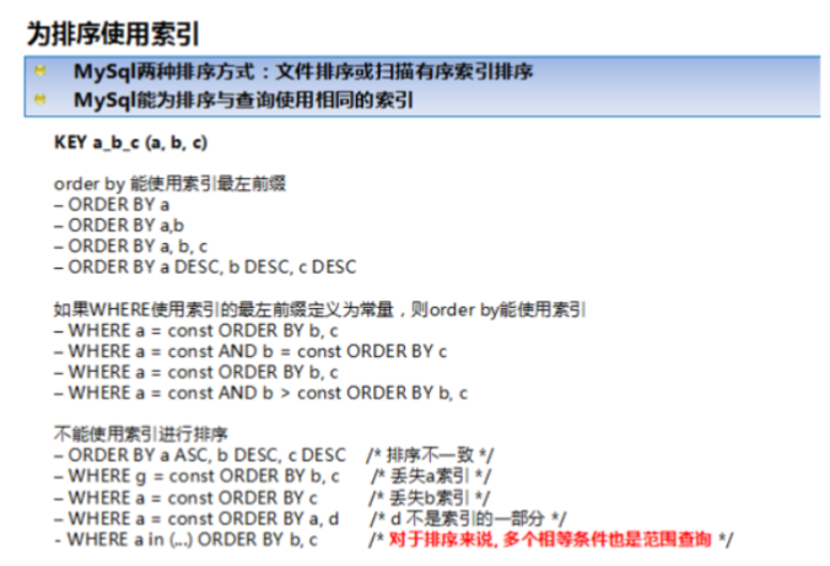 为排序使用索引
MySql两种排序方式：文件排序或扫描有序索引排序
MySql能为排序与查询使用相同的索引
KEY a_b_c (a, b, c)
order by 能使用索引最左前缀
– ORDER BY a
– ORDER BY a,b
– ORDER BY a, b, c
– ORDER BY a DESC, b DESC, c DESC
如果WHERE使用索引的最左前缀定义为常量，则order by能使用索引
– WHERE a = const ORDER BY b, c
– WHERE a = const AND b = const ORDER BY c
– WHERE a = const ORDER BY b, c
– WHERE a = const AND b > const ORDER BY b, c
不能使用索引进行排序
– ORDER BY a ASC, b DESC, c DESC /* 排序不一致 */
– WHERE g = const ORDER BY b, c /* 丢失a索引 */
– WHERE a = const ORDER BY c /* 丢失b索引 */
– WHERE a = const ORDER BY a, d /* d 不是索引的一部分 */
- WHERE a in (...) ORDER BY b, c /* 对于排序来说, 多个相等条件也是范围查询 */